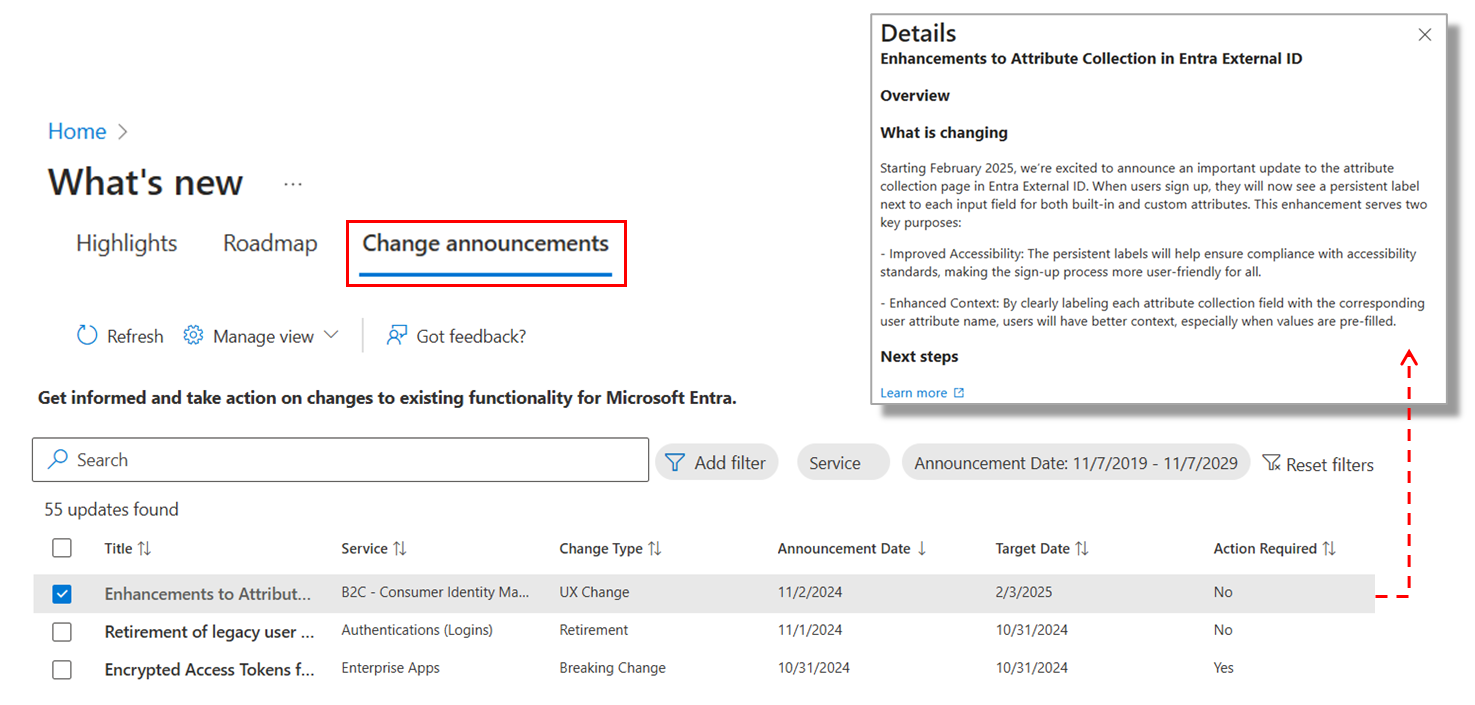 Details
Enhancements to Attribute Collection in Entra External ID
Overview
What is changing
Starting February 2025, we're excited to announce an important update to the attribute
collection page in Entra External ID. When users sign up, they will now see a persistent label
next to each input field for both built-in and custom attributes. This enhancement serves two
key purposes:
- Improved Accessibility: The persistent labels will help ensure compliance with accessibility
standards, making the sign-up process more user-friendly for all.
- Enhanced Context: By clearly labeling each attribute collection field with the corresponding
user attribute name, users will have better context, especially when values are pre-filled.
Next steps
Learn more
Home
What's new ...
Highlights Roadmap Change announcements
Refresh Manage view Got feedback?
Get informed and take action on changes to existing functionality for Microsoft Entra.
Search Add filter Service Announcement Date: 11/7/2019 - 11/7/2029 Reset filters
55 updates found
Title Service Change Type Announcement Date Target Date Action Required
Enhancements to Attribut... B2C - Consumer Identity Ma... UX Change 11/2/2024 2/3/2025 No
Retirement of legacy user ... Authentications (Logins) Retirement 11/1/2024 10/31/2024 No
Encrypted Access Tokens f... Enterprise Apps Breaking Change 10/31/2024 10/31/2024 Yes